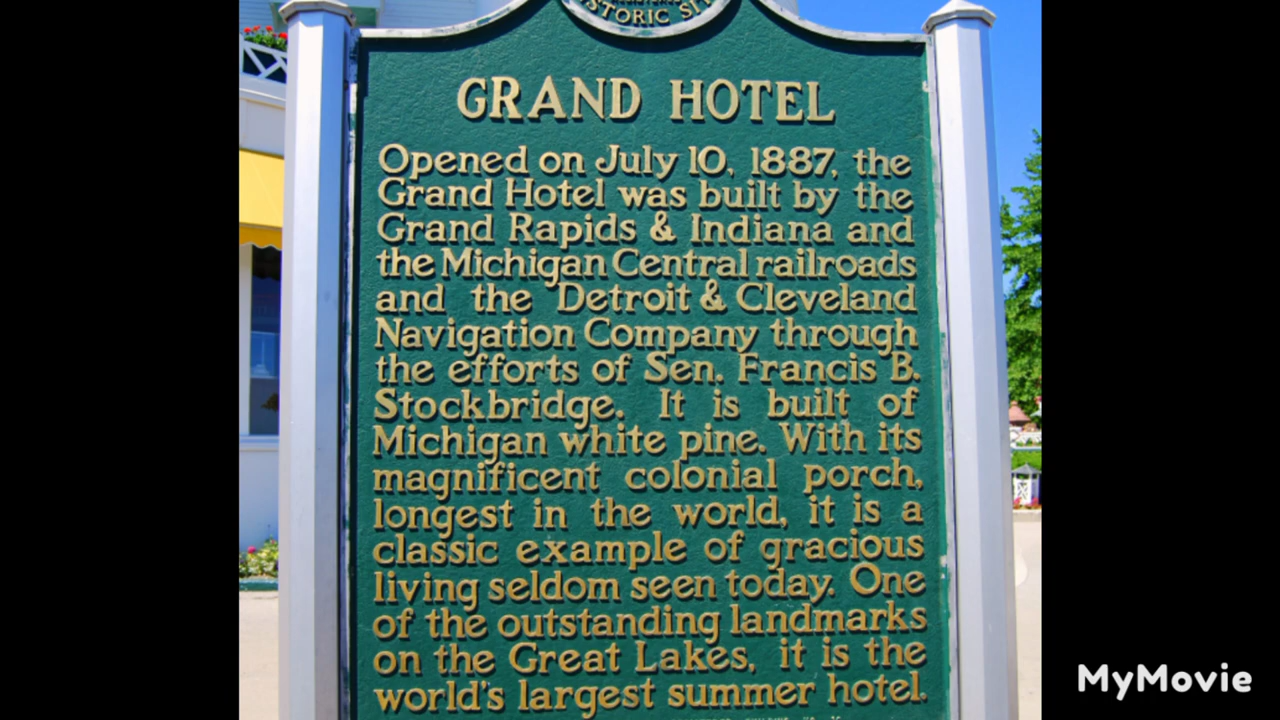 HISTORIC SITE
GRAND HOTEL
Opened on July 10, 1887, the
Grand Hotel was built by the
Grand Rapids & Indiana and
the Michigan Central railroads
and the Detroit & Cleveland
Navigation Company through
the efforts of Sen. Francis B.
Stockbridge. It is built of
Michigan white pine. With its
magnificent colonial porch,
longest in the world, it is a
classic example of gracious
living seldom seen today. One
of the outstanding landmarks
on the Great Lakes, it is the
world's largest summer hotel.
MyMovie